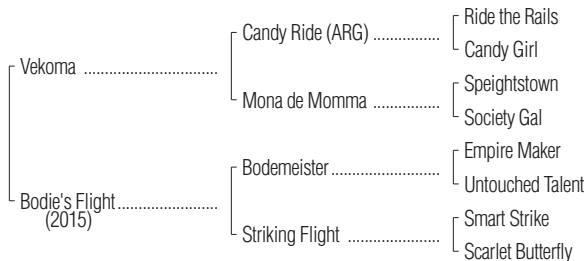 Ride the Rails
Candy Ride (ARG) ................
Candy Girl
Vekoma ................................
Speightstown
Mona de Momma ................
Society Gal
Empire Maker
Bodemeister ..........................
Untouched Talent
Bodie's Flight ........................
(2015)
Smart Strike
Striking Flight ......................
Scarlet Butterfly